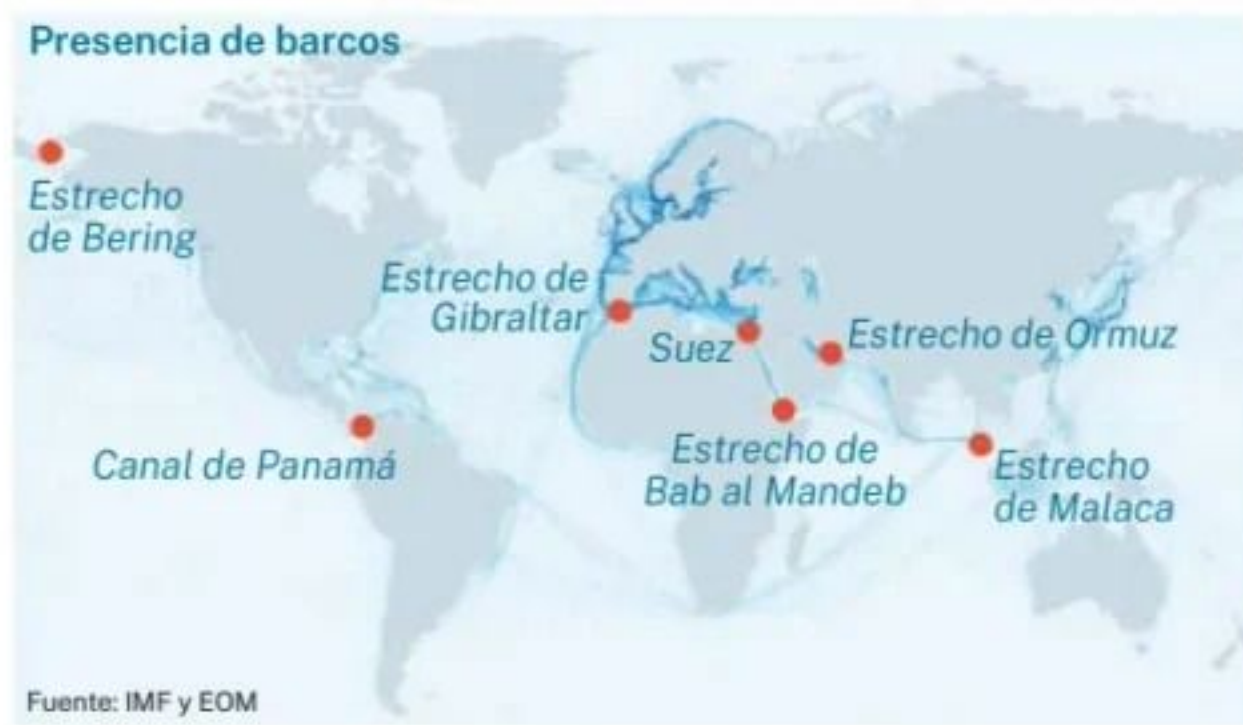 Presencia de barcos
Estrecho
de Bering
Estrecho de
Gibraltar
Suez
Estrecho de Ormuz
Canal de Panamá
Estrecho de
Bab al Mandeb
Estrecho
de Malaca
Fuente: IMF y EOM